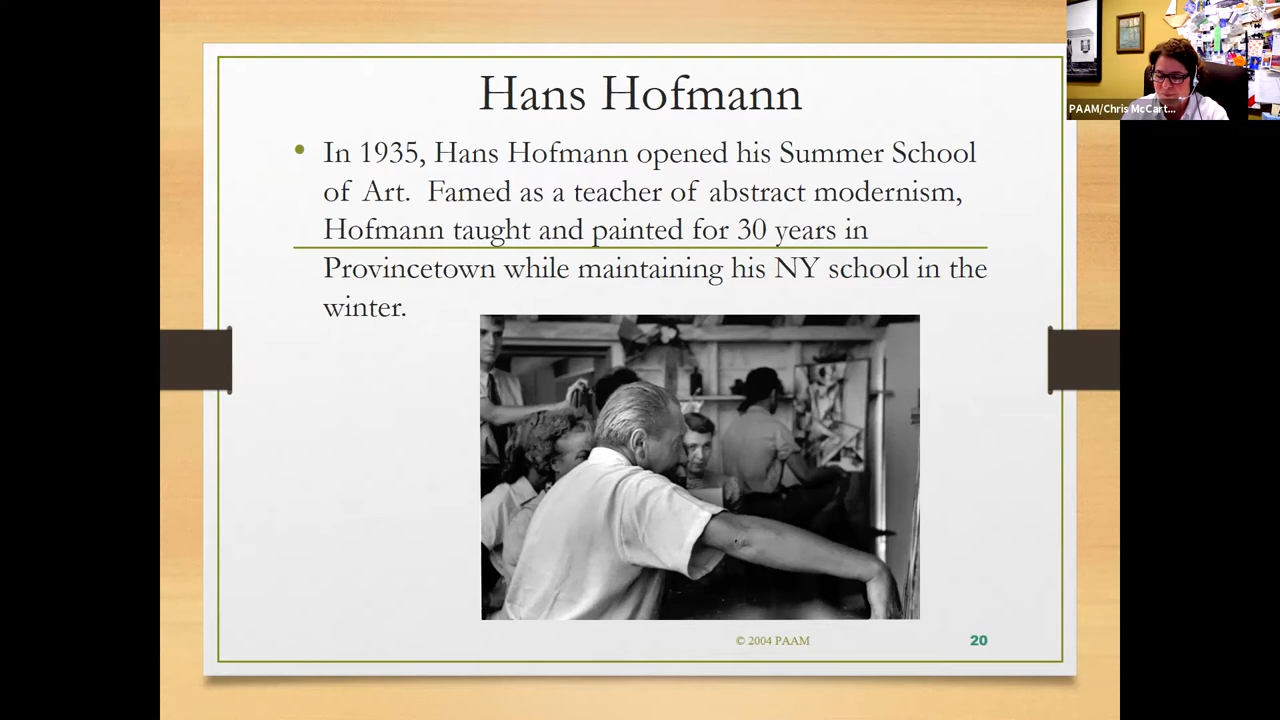 Hans Hofmann
PAAM/Chris McCart...
• In 1935, Hans Hofmann opened his Summer School
of Art. Famed as a teacher of abstract modernism,
Hofmann taught and painted for 30 years in
Provincetown while maintaining his NY school in the
winter.
© 2004 PAAM
20